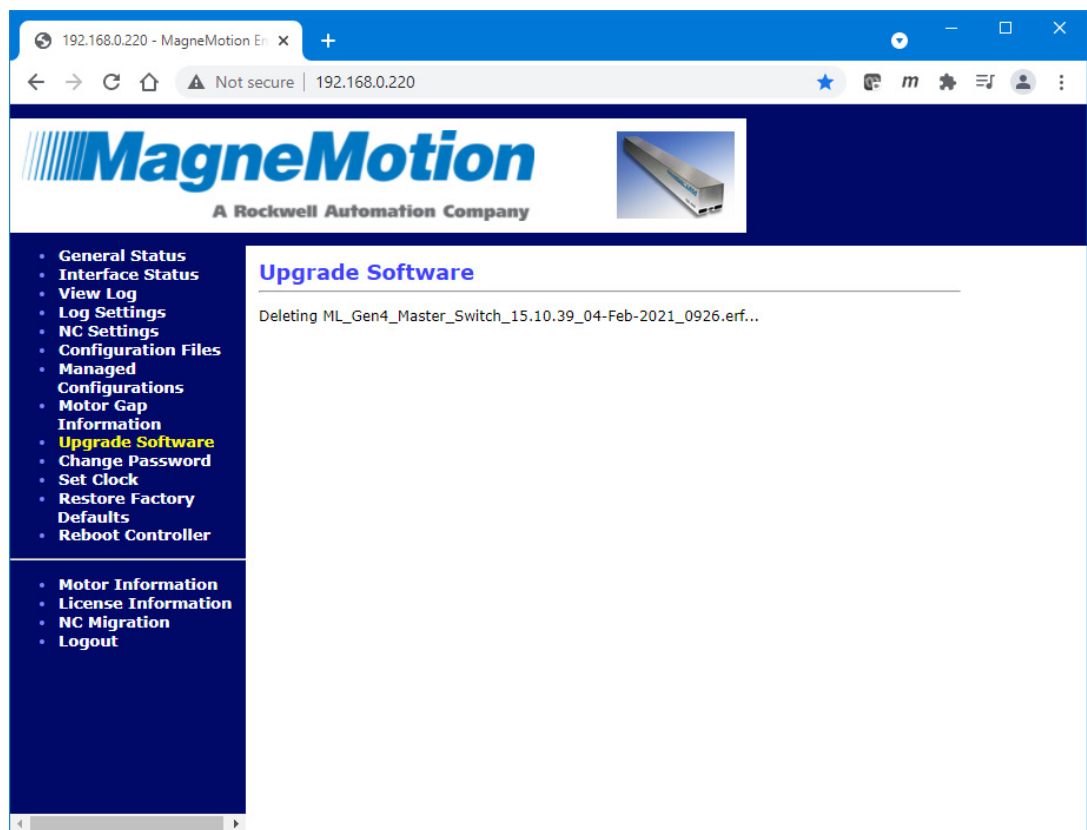 192.168.0.220 - MagneMotion En
Not secure | 192.168.0.220
MagneMotion
A Rockwell Automation Company
General Status
Interface Status
View Log
Log Settings
NC Settings
Configuration Files
Managed
Configurations
Motor Gap
Information
Upgrade Software
Change Password
Set Clock
Restore Factory
Defaults
Reboot Controller
Motor Information
License Information
NC Migration
Logout
Upgrade Software
Deleting ML_Gen4_Master_Switch_15.10.39_04-Feb-2021_0926.erf...